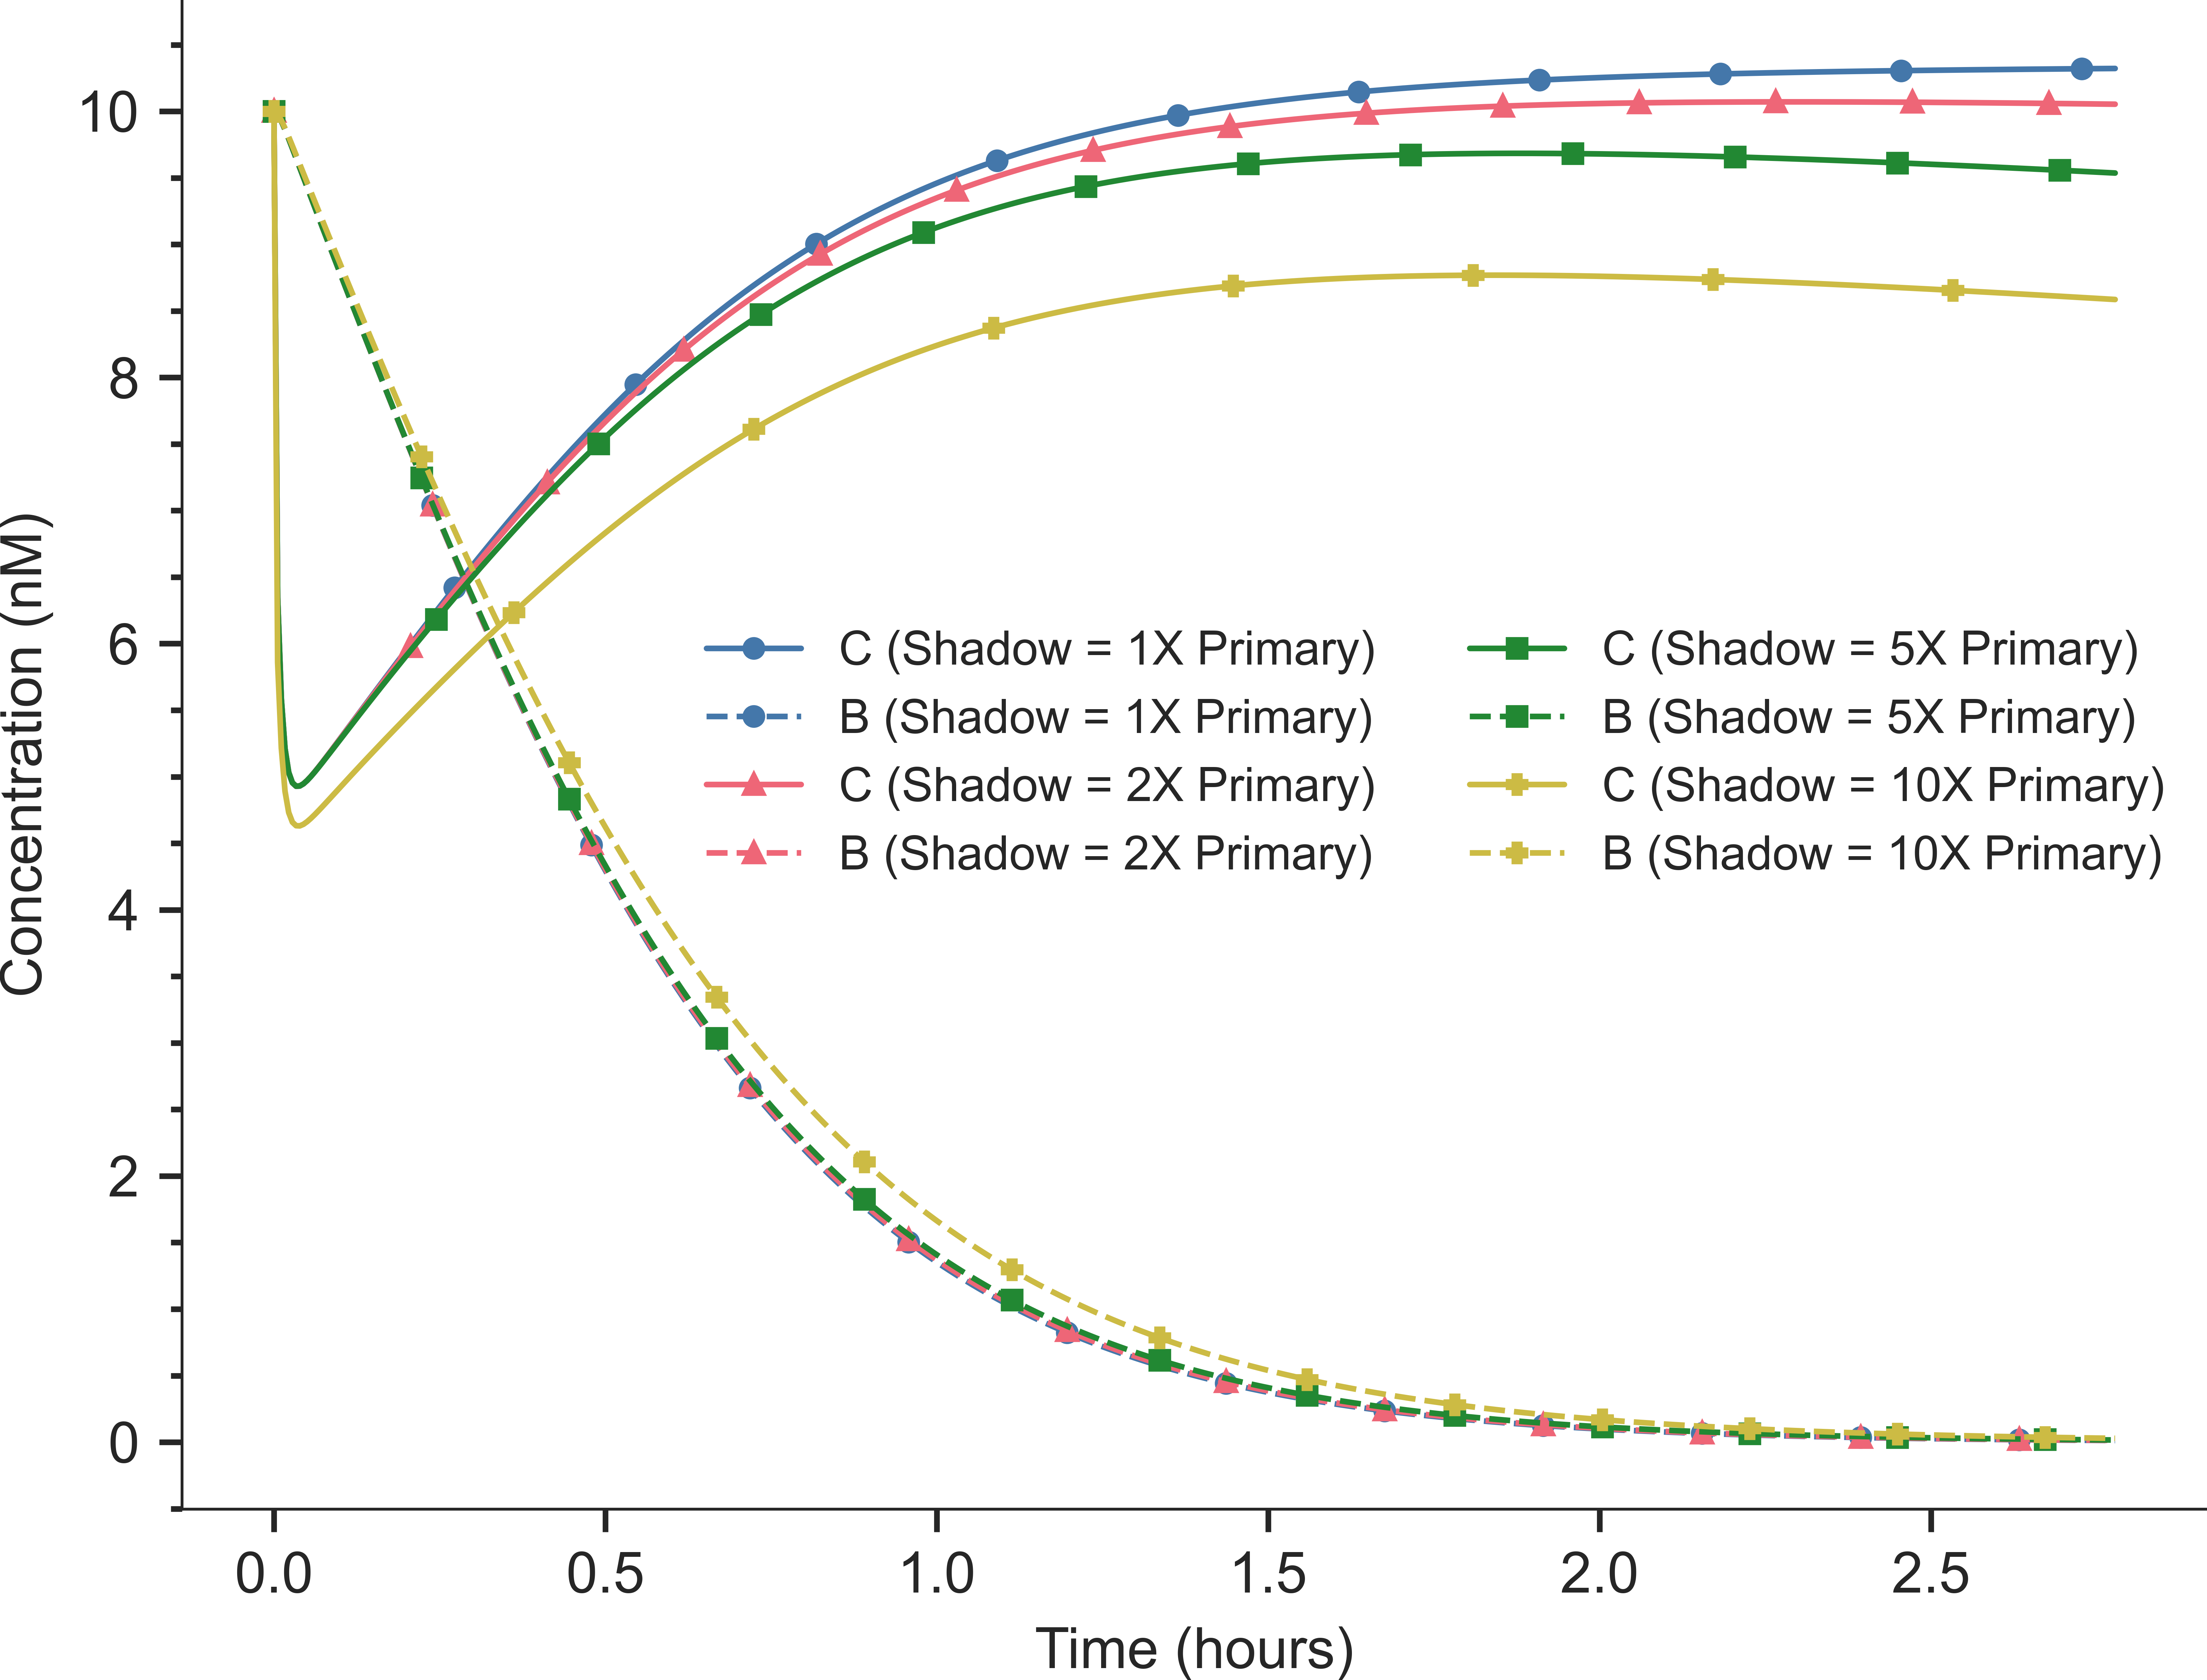 Concentration (nM)
10
8
6
4
2
0
C (Shadow = 1X Primary)
B (Shadow = 1X Primary)
C (Shadow = 2X Primary)
B (Shadow = 2X Primary)
C (Shadow = 5X Primary)
B (Shadow = 5X Primary)
C (Shadow = 10X Primary)
B (Shadow = 10X Primary)
0.0 0.5 1.0 1.5 2.0 2.5
Time (hours)